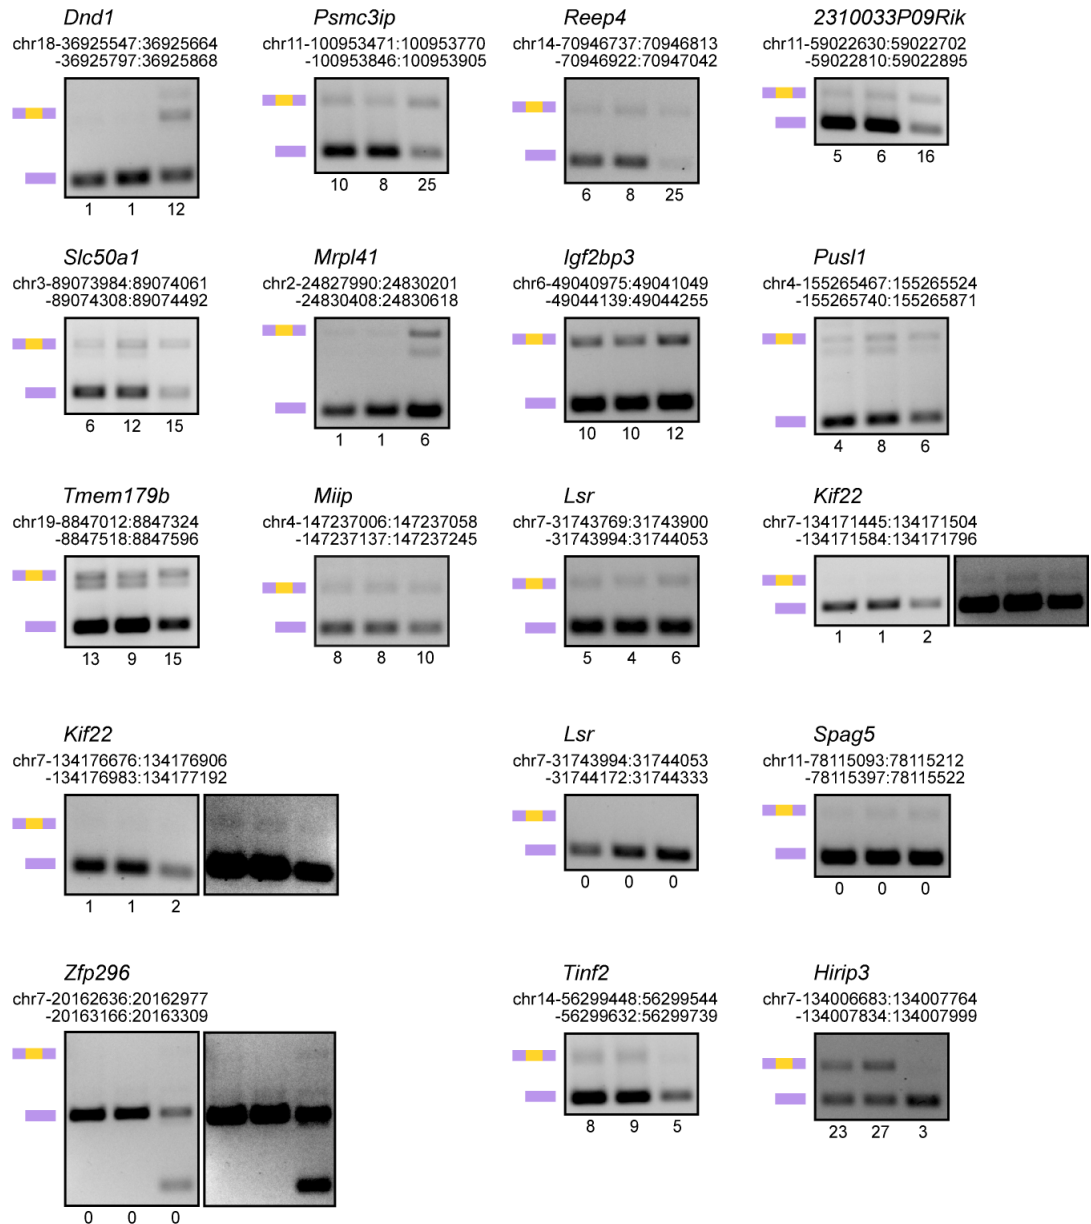 Dnd1
chr18-36925547:36925664
-36925797:36925868
1 1 12
Psmc3ip
chr11-100953471:100953770
-100953846:100953905
10 8 25
Reep4
chr14-70946737:70946813
-70946922:70947042
6 8 25
2310033P09Rik
chr11-59022630:59022702
-59022810:59022895
5 6 16
Slc50a1
chr3-89073984:89074061
-89074308:89074492
6 12 15
Mrpl41
chr2-24827990:24830201
-24830408:24830618
1 1 6
Igf2bp3
chr6-49040975:49041049
-49044139:49044255
10 10 12
Pusl1
chr4-155265467:155265524
-155265740:155265871
4 8 6
Tmem179b
chr19-8847012:8847324
-8847518:8847596
13 9 15
Miip
chr4-147237006:147237058
-147237137:147237245
8 8 10
Lsr
chr7-31743769:31743900
-31743994:31744053
5 4 6
Kif22
chr7-134171445:134171504
-134171584:134171796
1 1 2
Kif22
chr7-134176676:134176906
-134176983:134177192
1 1 2
Lsr
chr7-31743994:31744053
-31744172:31744333
0 0 0
Spag5
chr11-78115093:78115212
-78115397:78115522
0 0 0
Zfp296
chr7-20162636:20162977
-20163166:20163309
0 0 0
Tinf2
chr14-56299448:56299544
-56299632:56299739
8 9 5
Hirip3
chr7-134006683:134007764
-134007834:134007999
23 27 3